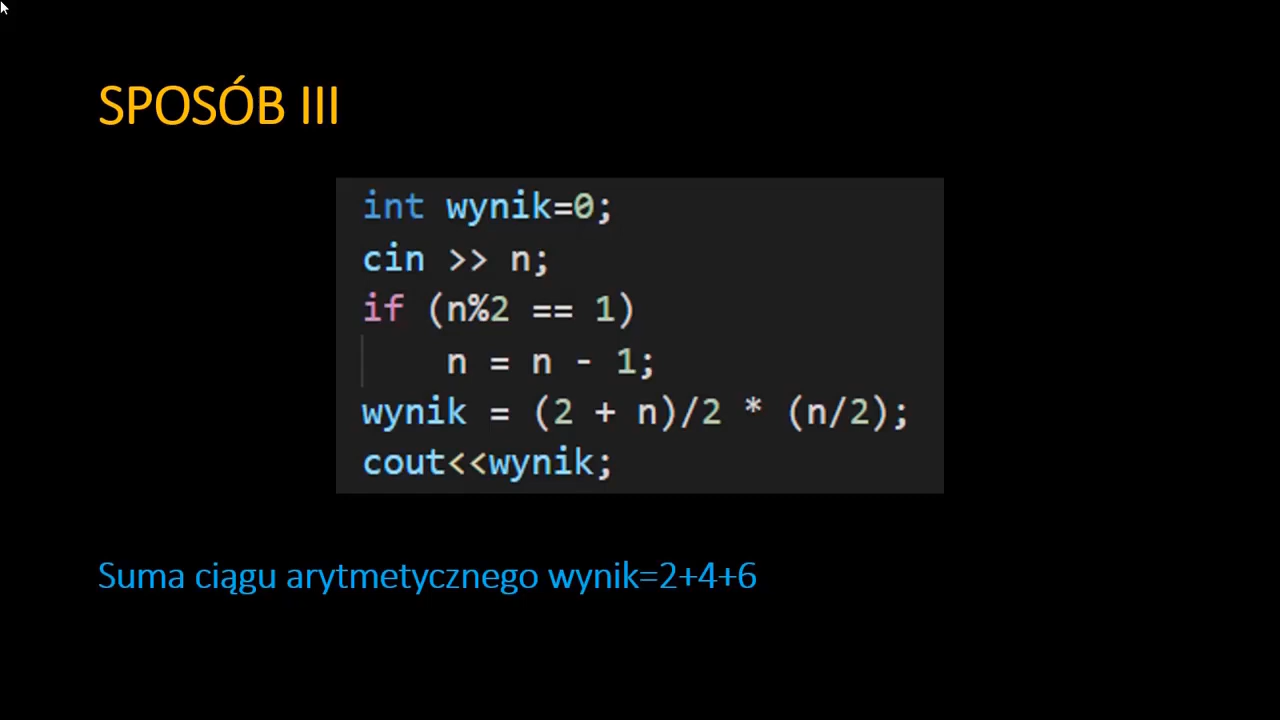 SPOSÓB III
int wynik=0;
cin >> n;
if (n%2 == 1)
    n = n - 1;
wynik = (2 + n)/2 * (n/2);
cout<<wynik;
Suma ciągu arytmetycznego wynik=2+4+6